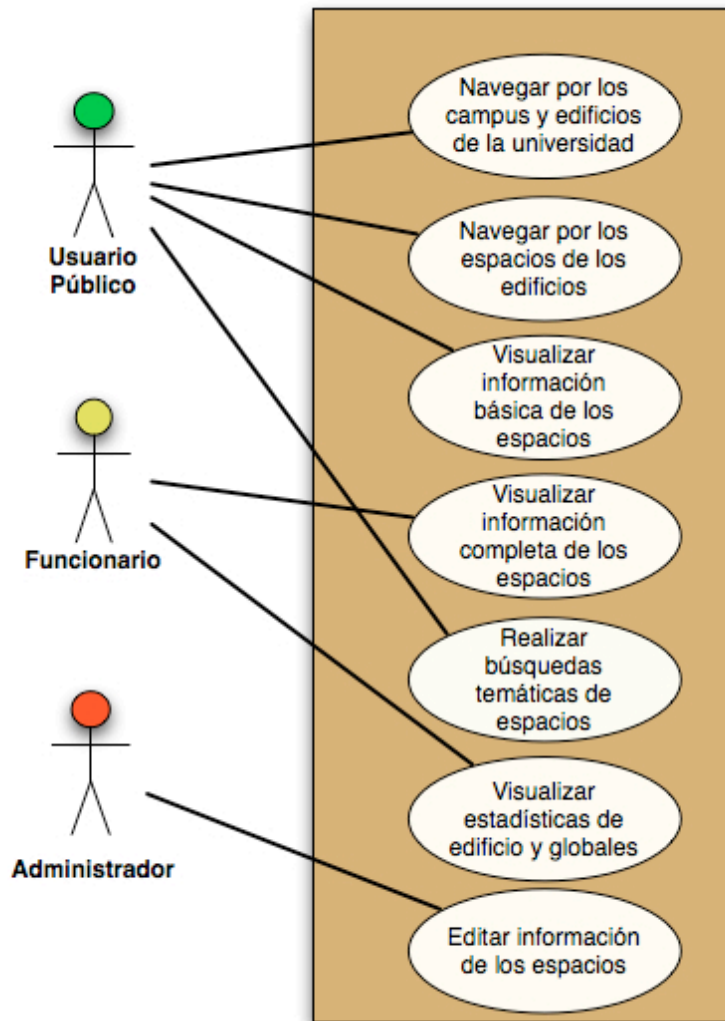 Navegar por los
campus y edificios
de la universidad
Usuario
Público
Navegar por los
espacios de los
edificios
Visualizar
información
básica de los
espacios
Funcionario
Visualizar
información
completa de los
espacios
Realizar
búsquedas
temáticas de
espacios
Administrador
Visualizar
estadísticas de
edificio y globales
Editar información
de los espacios